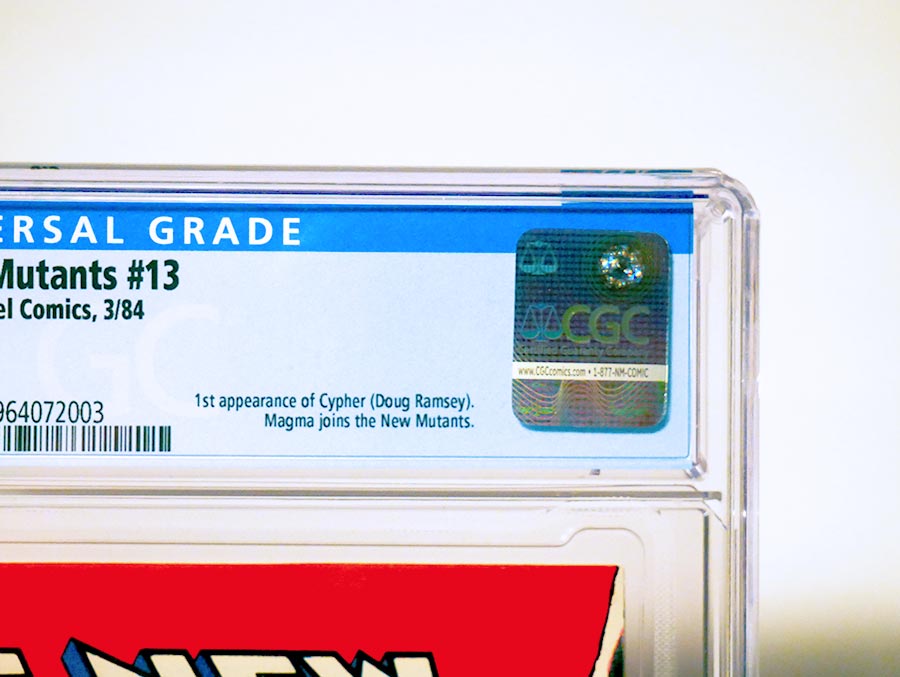 ERSAL GRADE
Mutants #13
el Comics, 3/84
964072003
1st appearance of Cypher (Doug Ramsey).
Magma joins the New Mutants.
CGC
www.CGCcomics.com • 1-877-NM-COMIC
NEW